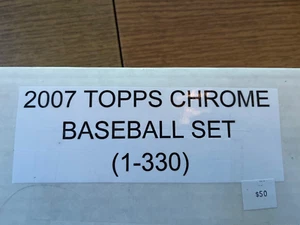 2007 TOPPS CHROME
BASEBALL SET
(1-330)
$50